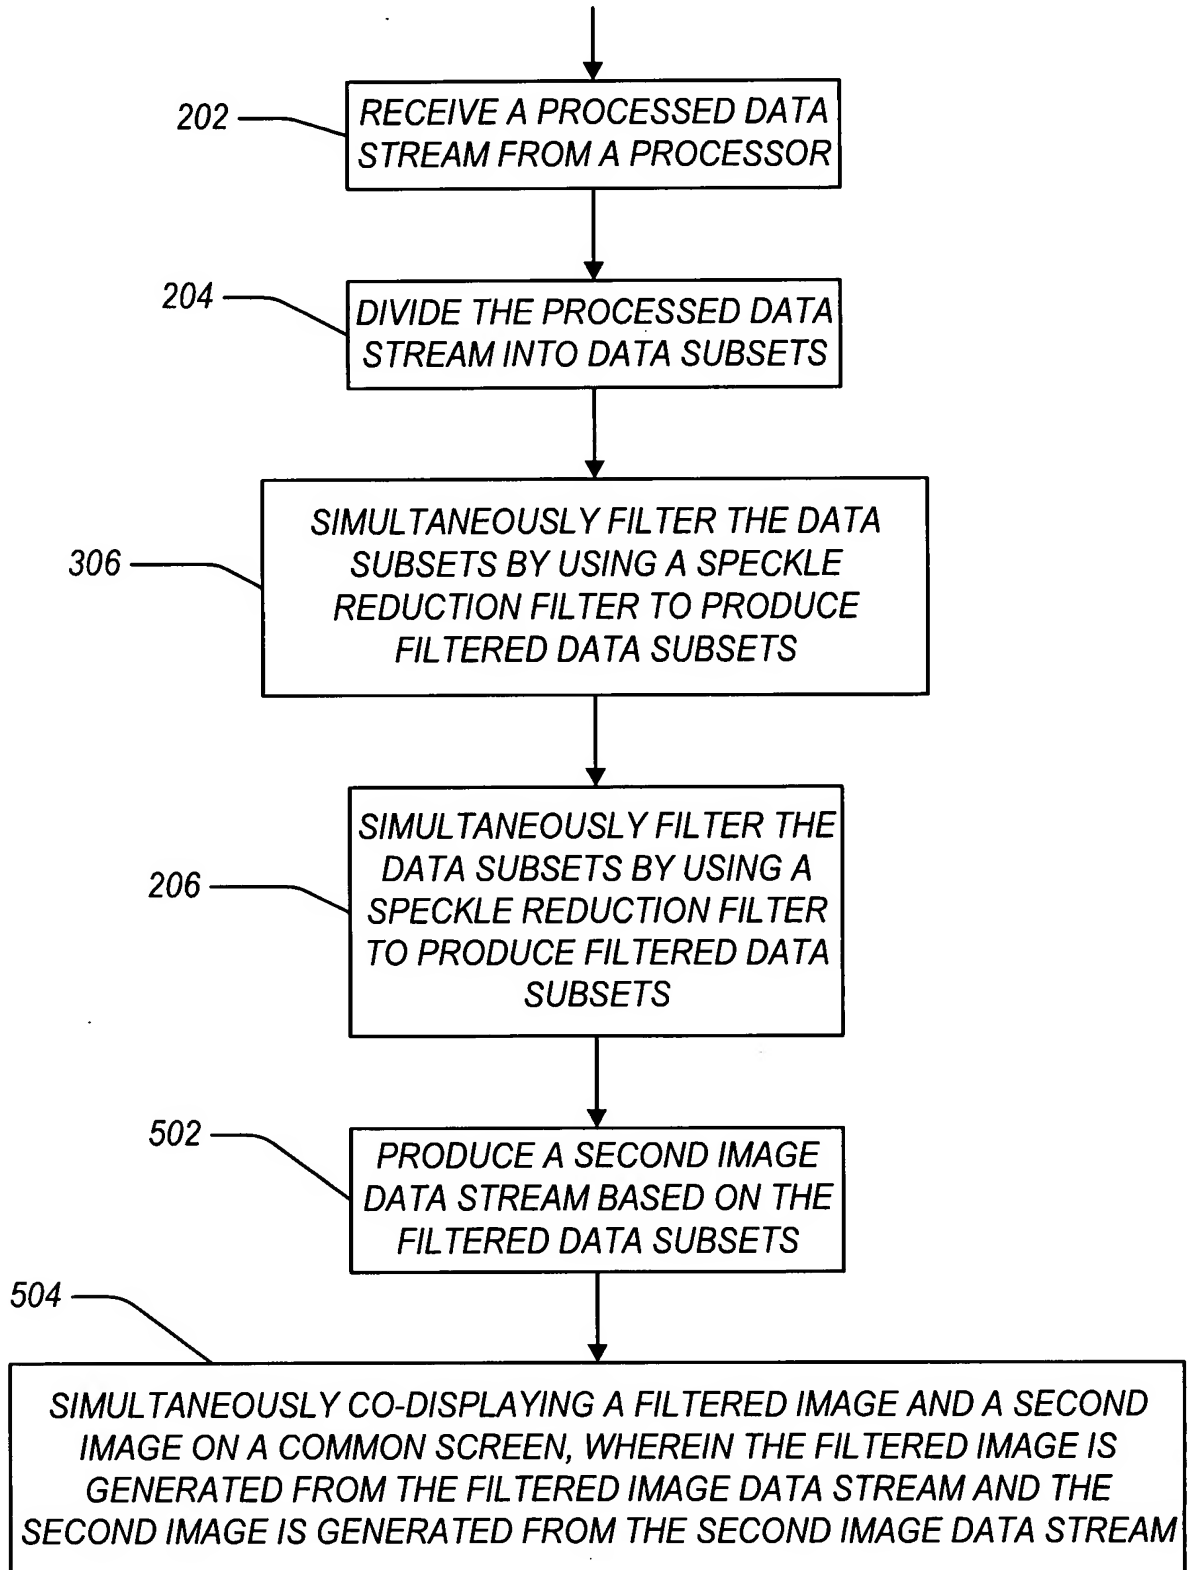 202
RECEIVE A PROCESSED DATA
STREAM FROM A PROCESSOR
204
DIVIDE THE PROCESSED DATA
STREAM INTO DATA SUBSETS
306
SIMULTANEOUSLY FILTER THE DATA
SUBSETS BY USING A SPECKLE
REDUCTION FILTER TO PRODUCE
FILTERED DATA SUBSETS
206
SIMULTANEOUSLY FILTER THE
DATA SUBSETS BY USING A
SPECKLE REDUCTION FILTER
TO PRODUCE FILTERED DATA
SUBSETS
502
PRODUCE A SECOND IMAGE
DATA STREAM BASED ON THE
FILTERED DATA SUBSETS
504
SIMULTANEOUSLY CO-DISPLAYING A FILTERED IMAGE AND A SECOND
IMAGE ON A COMMON SCREEN, WHEREIN THE FILTERED IMAGE IS
GENERATED FROM THE FILTERED IMAGE DATA STREAM AND THE
SECOND IMAGE IS GENERATED FROM THE SECOND IMAGE DATA STREAM